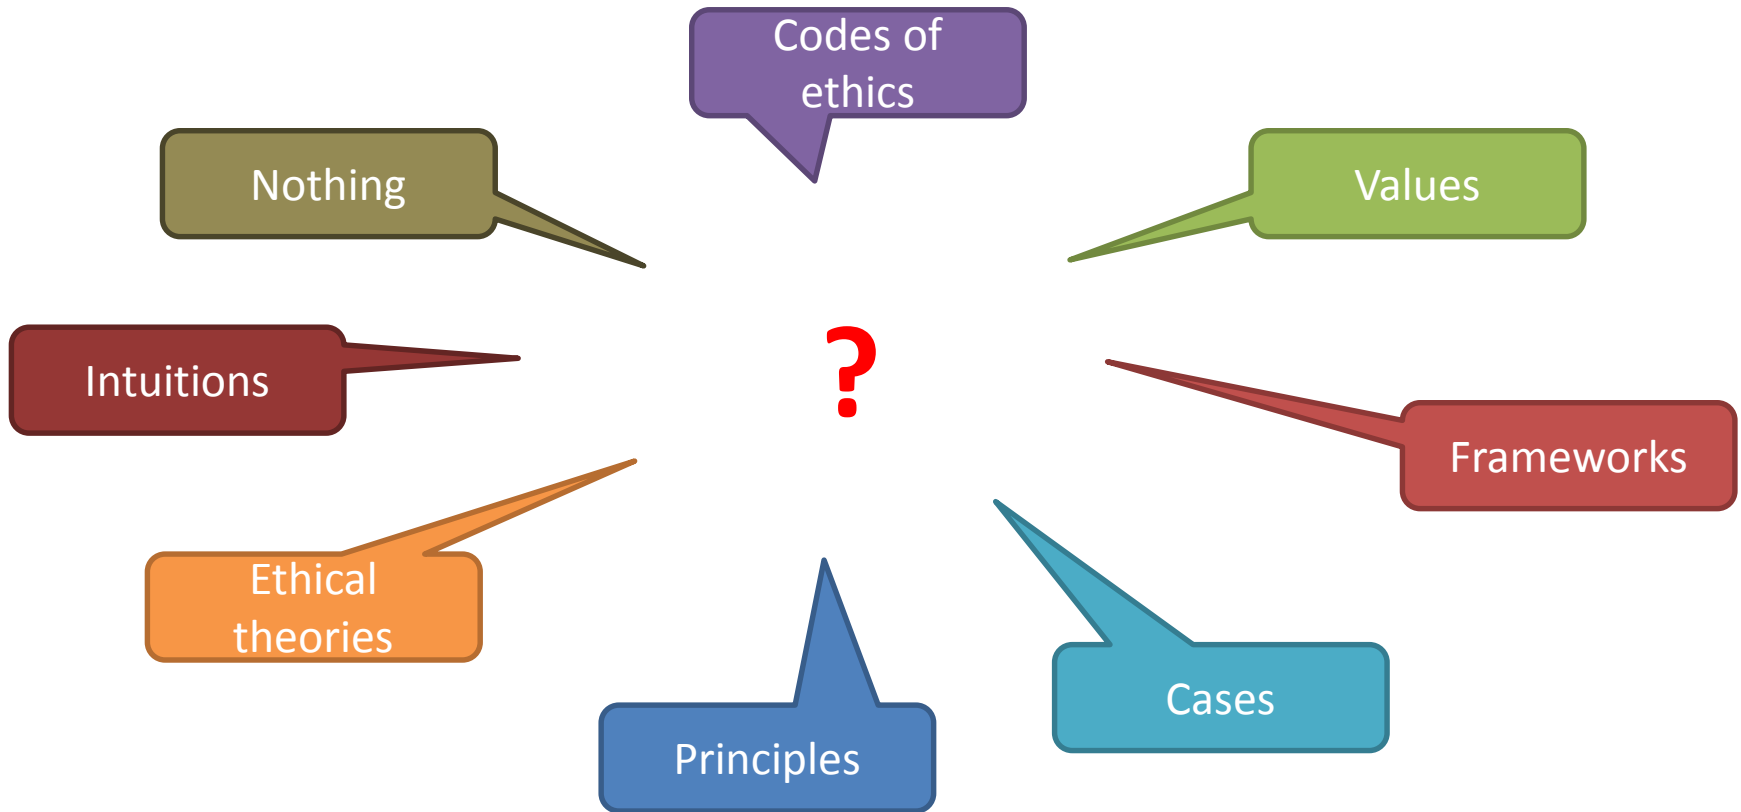 Codes of
ethics
Nothing
Values
?
Intuitions
Frameworks
Ethical
theories
Cases
Principles